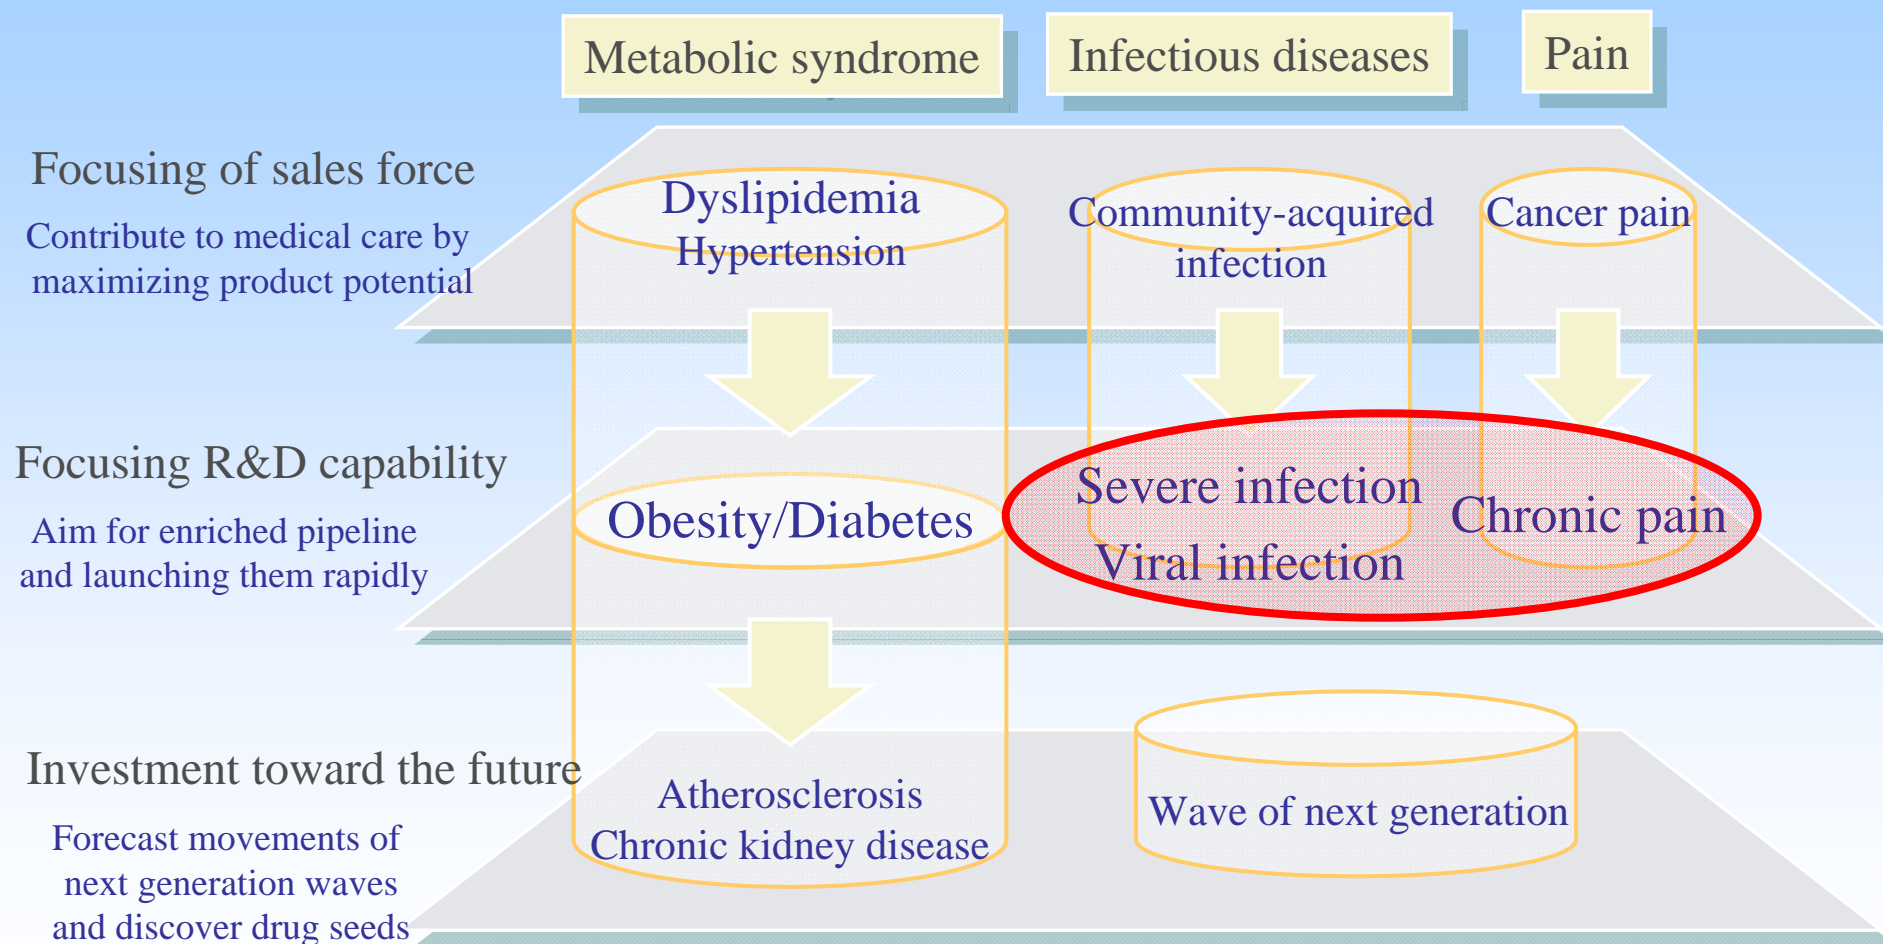 Metabolic syndrome
Infectious diseases
Pain
Focusing of sales force
Contribute to medical care by
maximizing product potential
Dyslipidemia
Hypertension
Community-acquired
infection
Cancer pain
Focusing R&D capability
Aim for enriched pipeline
and launching them rapidly
Obesity/Diabetes
Severe infection
Viral infection
Chronic pain
Investment toward the future
Forecast movements of
next generation waves
and discover drug seeds
Atherosclerosis
Chronic kidney disease
Wave of next generation